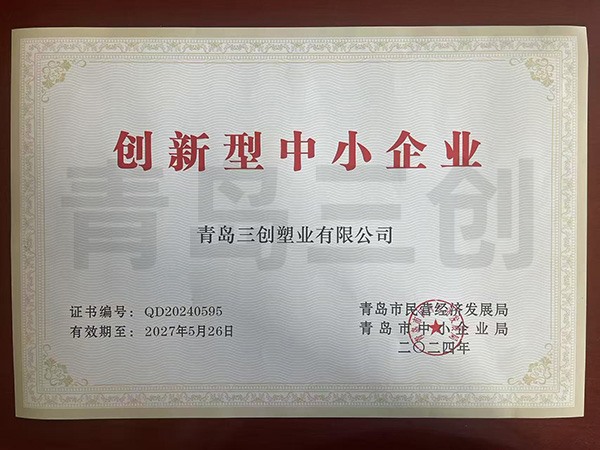 创新型中小企业
青岛三创
青岛三创塑业有限公司
证书编号： QD20240595
有效期至： 2027年5月26日
青岛市民营经济发展局
青岛市中小企业局
二〇二四年